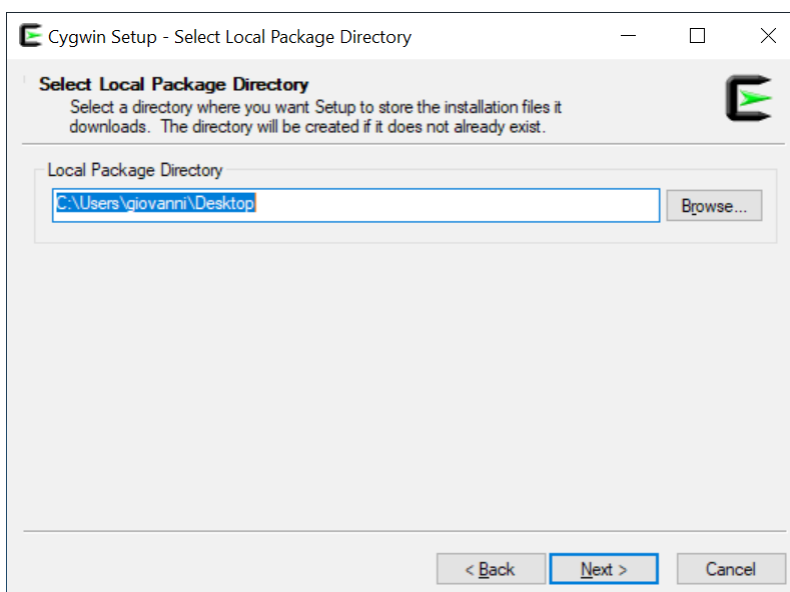 Cygwin Setup - Select Local Package Directory
Select Local Package Directory
Select a directory where you want Setup to store the installation files it
downloads. The directory will be created if it does not already exist.
Local Package Directory
C:\Users\giovanni\Desktop
Browse...
< Back
Next >
Cancel